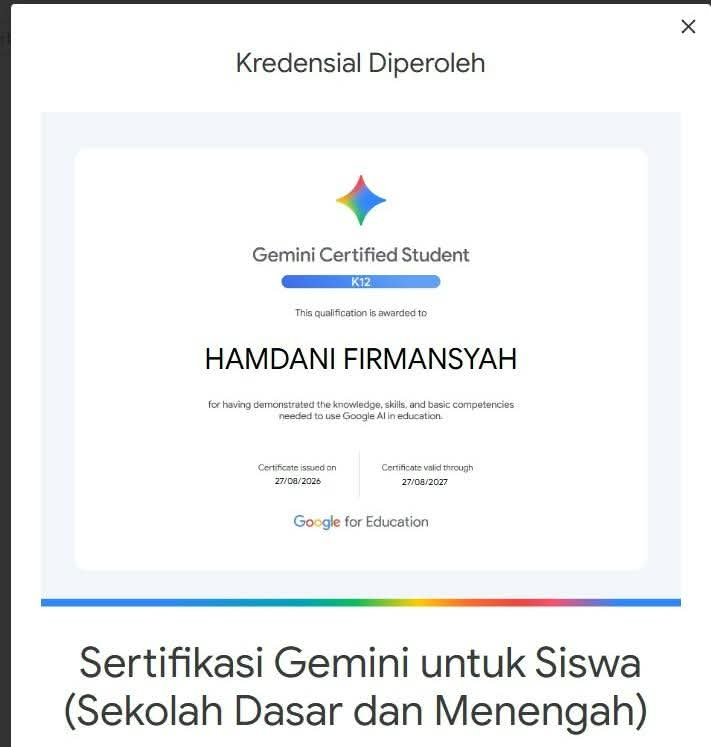 Kredensial Diperoleh
Gemini Certified Student
K12
This qualification is awarded to
HAMDANI FIRMANSYAH
for having demonstrated the knowledge, skills, and basic competencies
needed to use Google AI in education.
Certificate issued on
27/08/2026
Certificate valid through
27/08/2027
Google for Education
Sertifikasi Gemini untuk Siswa
(Sekolah Dasar dan Menengah)